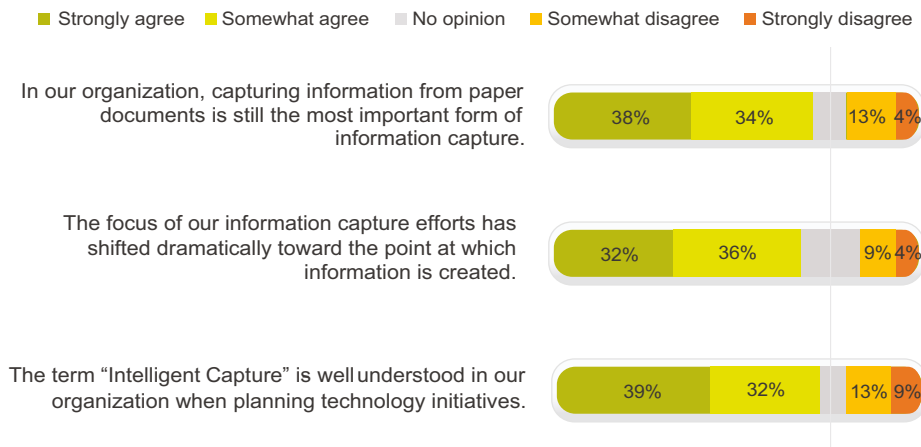 Strongly agree Somewhat agree No opinion Somewhat disagree Strongly disagree
In our organization, capturing information from paper
documents is still the most important form of
information capture.
38% 34% 13% 4%
The focus of our information capture efforts has
shifted dramatically toward the point at which
information is created.
32% 36% 9% 4%
The term “Intelligent Capture” is well understood in our
organization when planning technology initiatives.
39% 32% 13% 9%